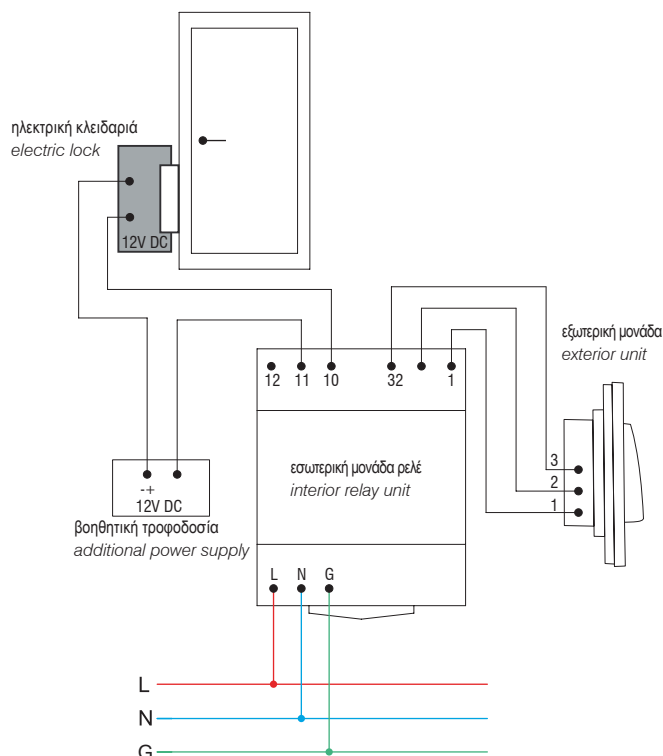 ηλεκτρική κλειδαριά
electric lock
12V DC
εξωτερική μονάδα
exterior unit
12 11 10 32 1
3
2
1
εσωτερική μονάδα ρελέ
interior relay unit
-+
12V DC
βοηθητική τροφοδοσία
additional power supply
L N G
L
N
G